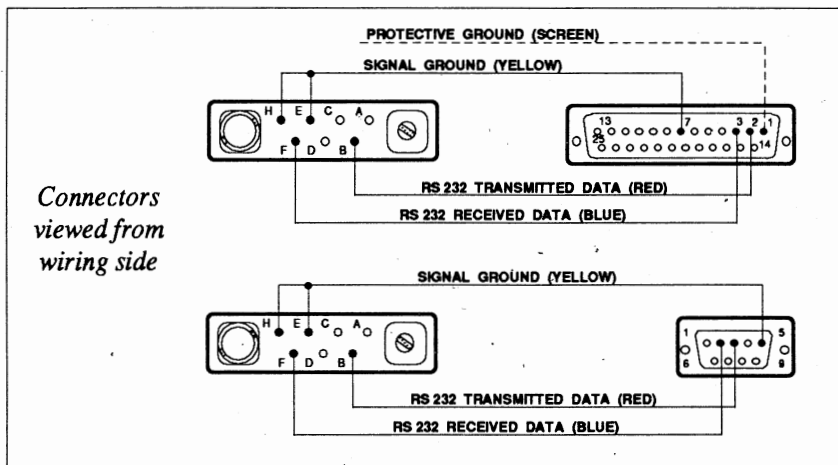 PROTECTIVE GROUND (SCREEN)
SIGNAL GROUND (YELLOW)
H E C A
F D B
13 7 3 2 1
25 14
RS 232 TRANSMITTED DATA (RED)
RS 232 RECEIVED DATA (BLUE)
Connectors
viewed from
wiring side
SIGNAL GROUND (YELLOW)
H E C A
F D B
1 5
6 9
RS 232 TRANSMITTED DATA (RED)
RS 232 RECEIVED DATA (BLUE)